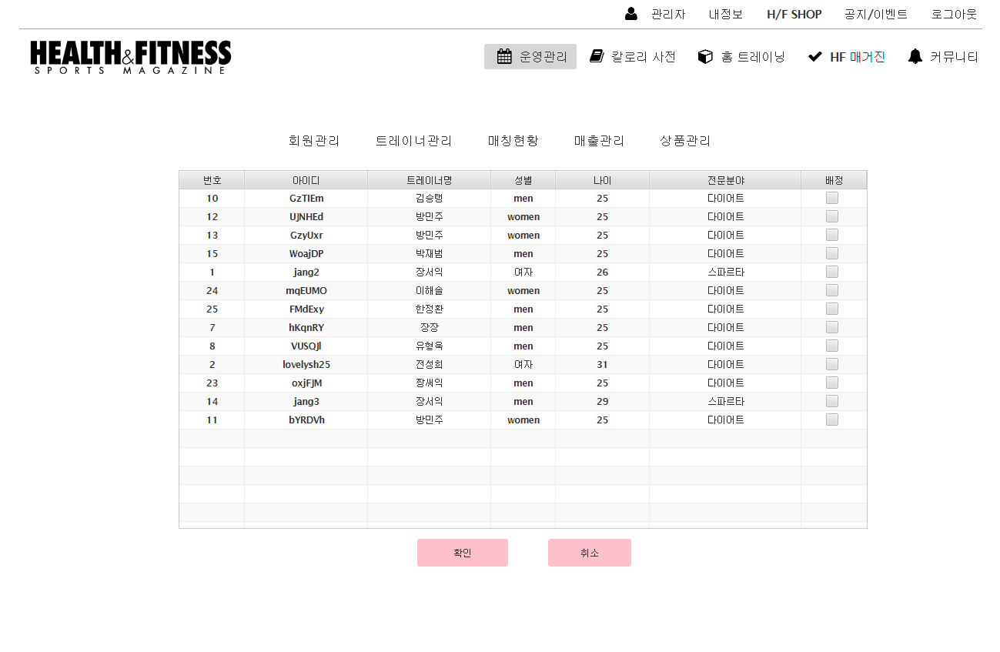 관리자 내정보 H/F SHOP 공지/이벤트 로그아웃
HEALTH&FITNESS
SPORTS MAGAZINE
운영관리 칼로리 사전 홈 트레이닝 HF 매거진 커뮤니티
회원관리 트레이너관리 매칭현황 매출관리 상품관리
번호 아이디 트레이너명 성별 나이 전문분야 배정
10 GzTIEm 김승탱 men 25 다이어트
12 UJNHEd 방민주 women 25 다이어트
13 GzyUxr 방민주 women 25 다이어트
15 WoajDP 박재범 men 25 다이어트
1 jang2 장서익 여자 26 스파르타
24 mqEUMO 이해솔 women 25 다이어트
25 FMdExy 한정환 men 25 다이어트
7 hKqnRY 장장 men 25 다이어트
8 VUSQJl 유형욱 men 25 다이어트
2 lovelysh25 전성희 여자 31 다이어트
23 oxjFJM 짱써익 men 25 다이어트
14 jang3 장서익 men 29 스파르타
11 bYRDVh 방민주 women 25 다이어트
확인 취소